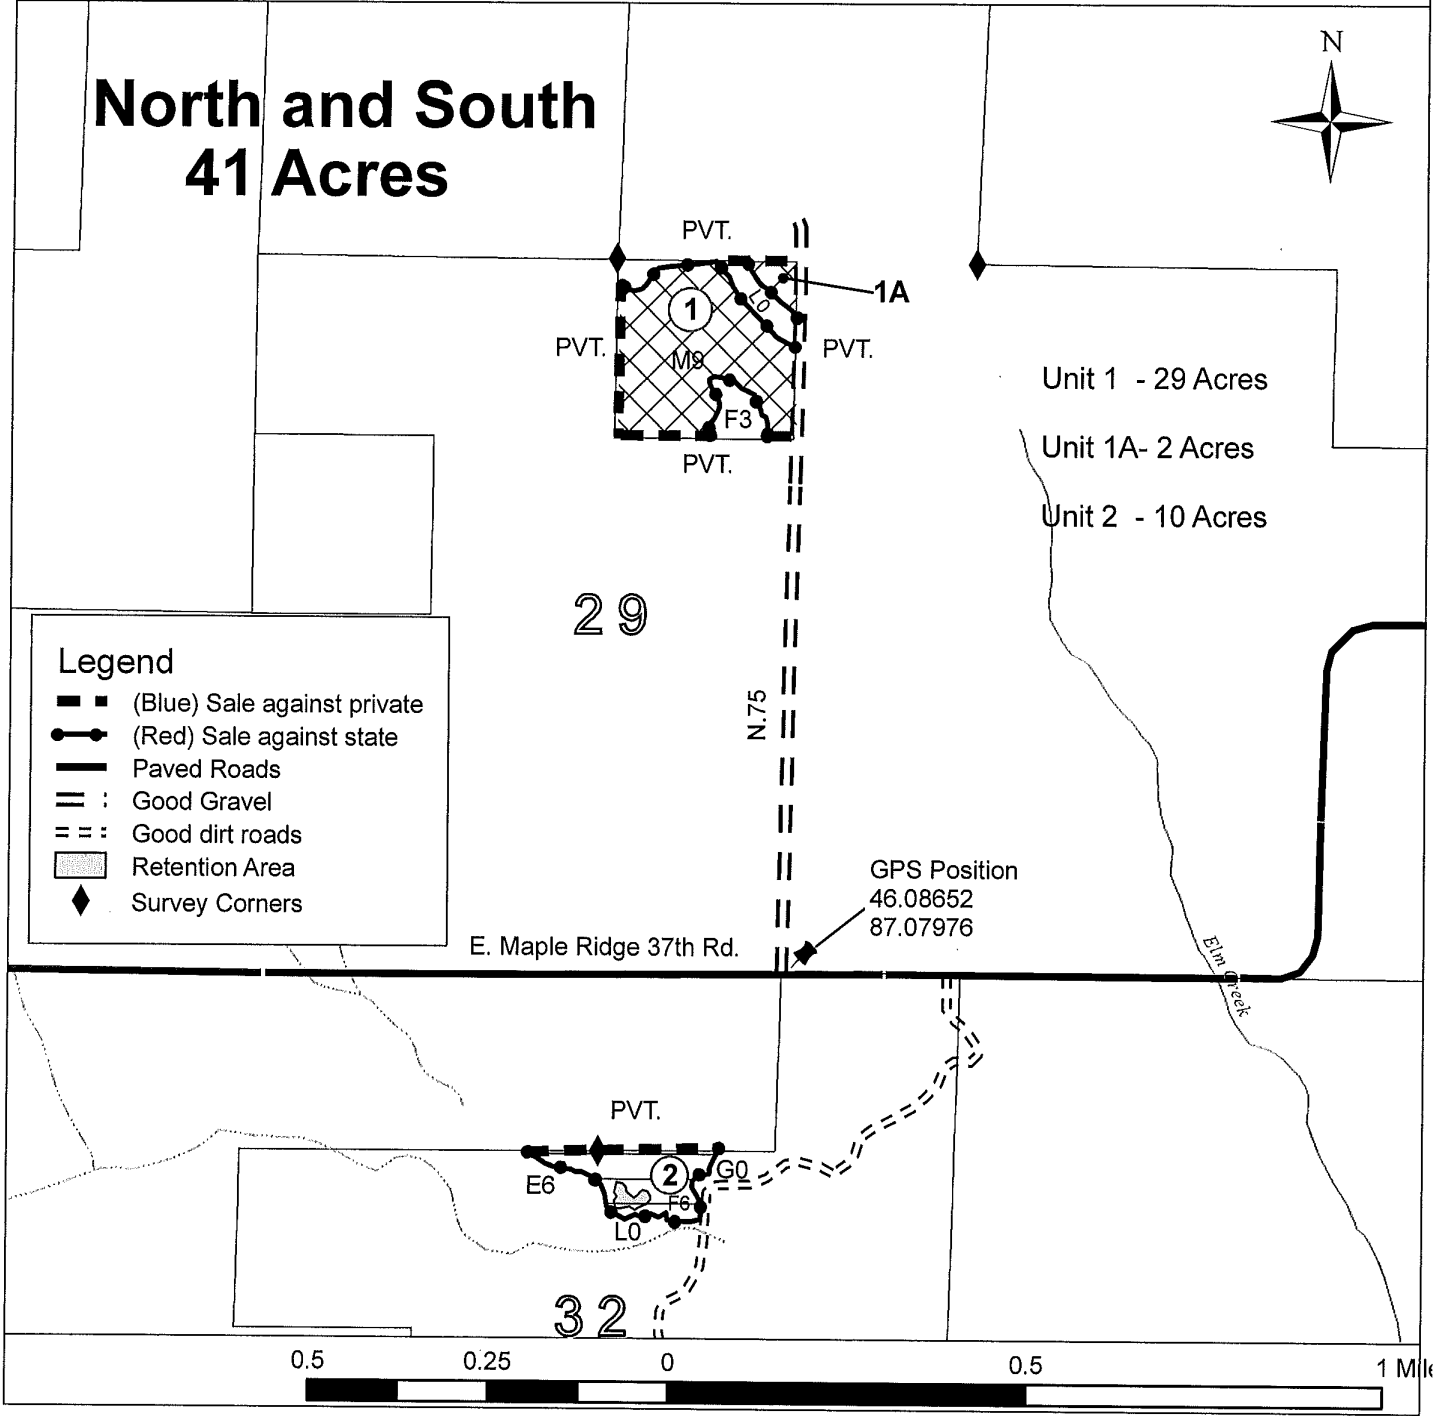 North and South
41 Acres
N
PVT.
1A
1
L0
PVT.
M9
PVT.
F3
PVT.
Unit 1 - 29 Acres
Unit 1A- 2 Acres
Unit 2 - 10 Acres
29
Legend
(Blue) Sale against private
(Red) Sale against state
Paved Roads
Good Gravel
Good dirt roads
Retention Area
Survey Corners
N.75
GPS Position
46.08652
87.07976
E. Maple Ridge 37th Rd.
Elm Creek
PVT.
2
G0
E6
F6
L0
32
0.5 0.25 0 0.5 1 Mile